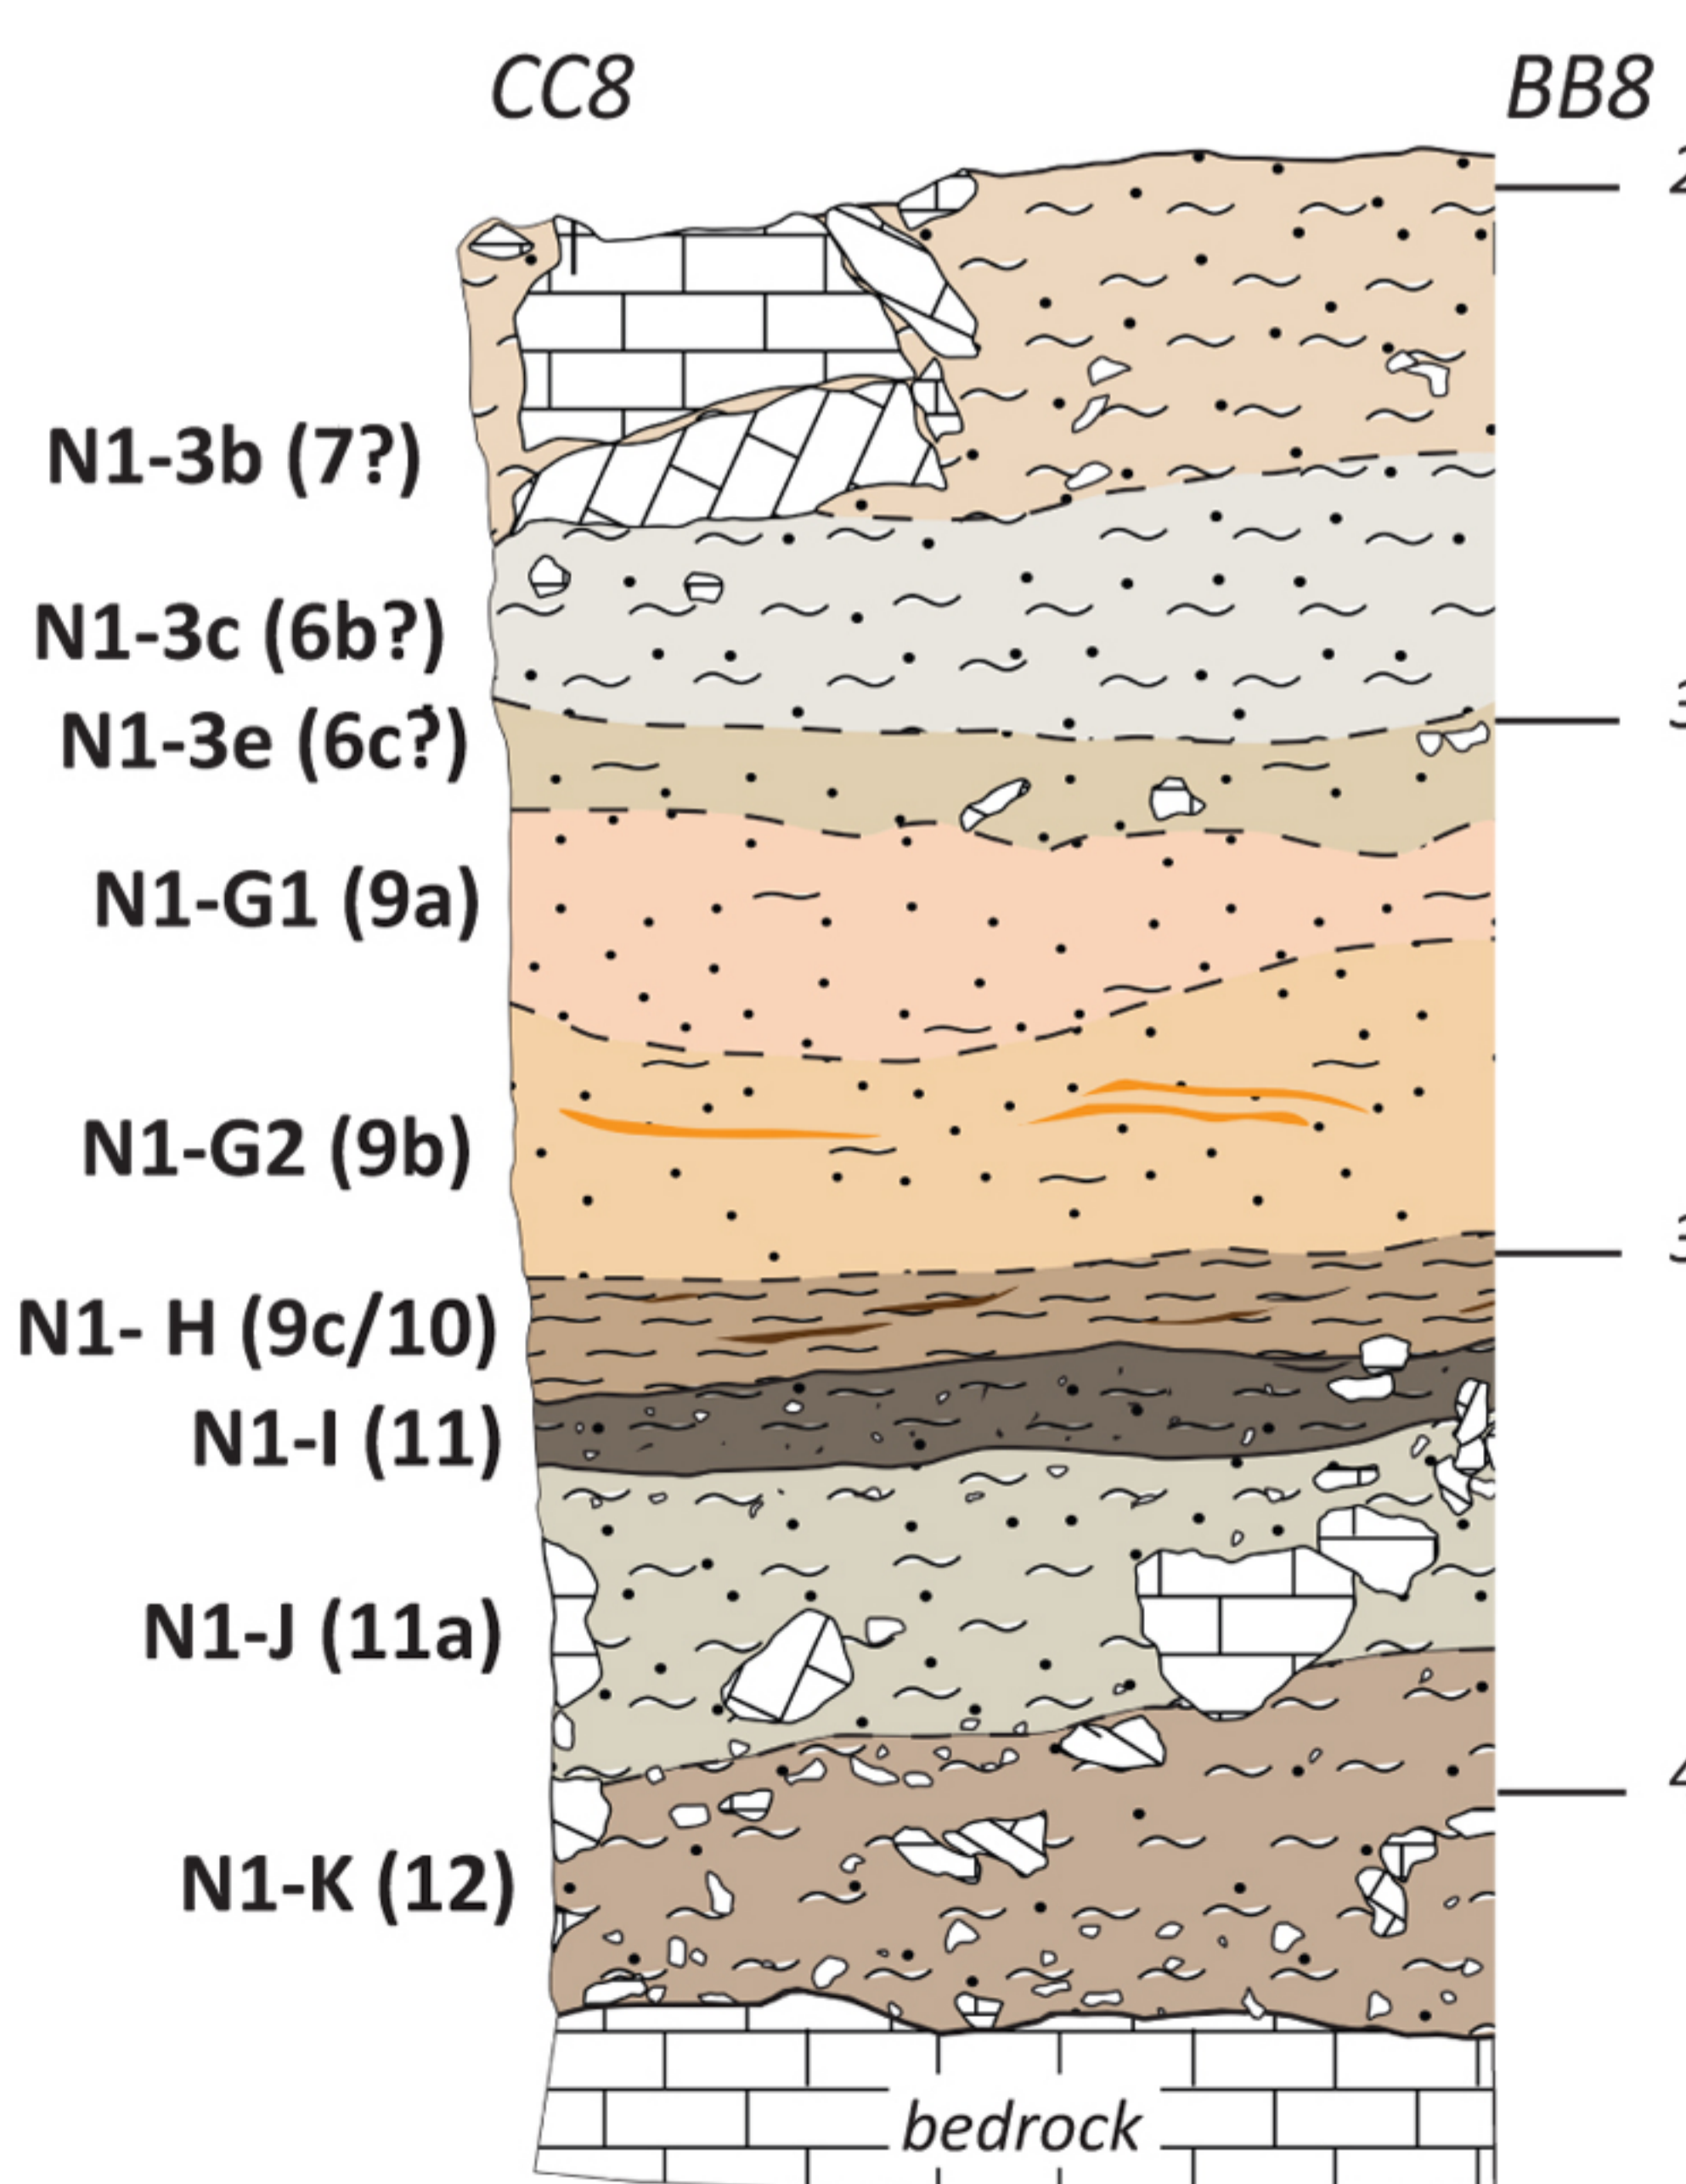 CC8 BB8
N1-3b (7?)
N1-3c (6b?)
N1-3e (6c?)
N1-G1 (9a)
N1-G2 (9b)
N1- H (9c/10)
N1-I (11)
N1-J (11a)
N1-K (12)
bedrock